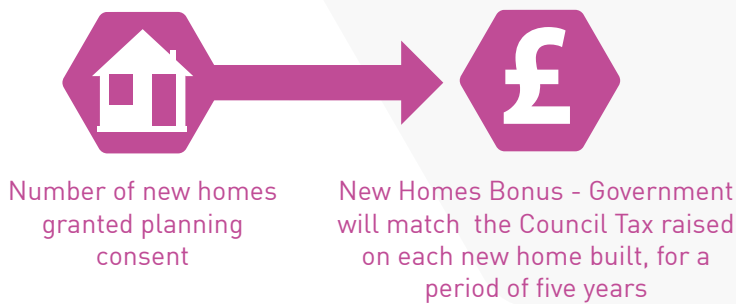 £
Number of new homes
granted planning
consent
New Homes Bonus - Government
will match the Council Tax raised
on each new home built, for a
period of five years